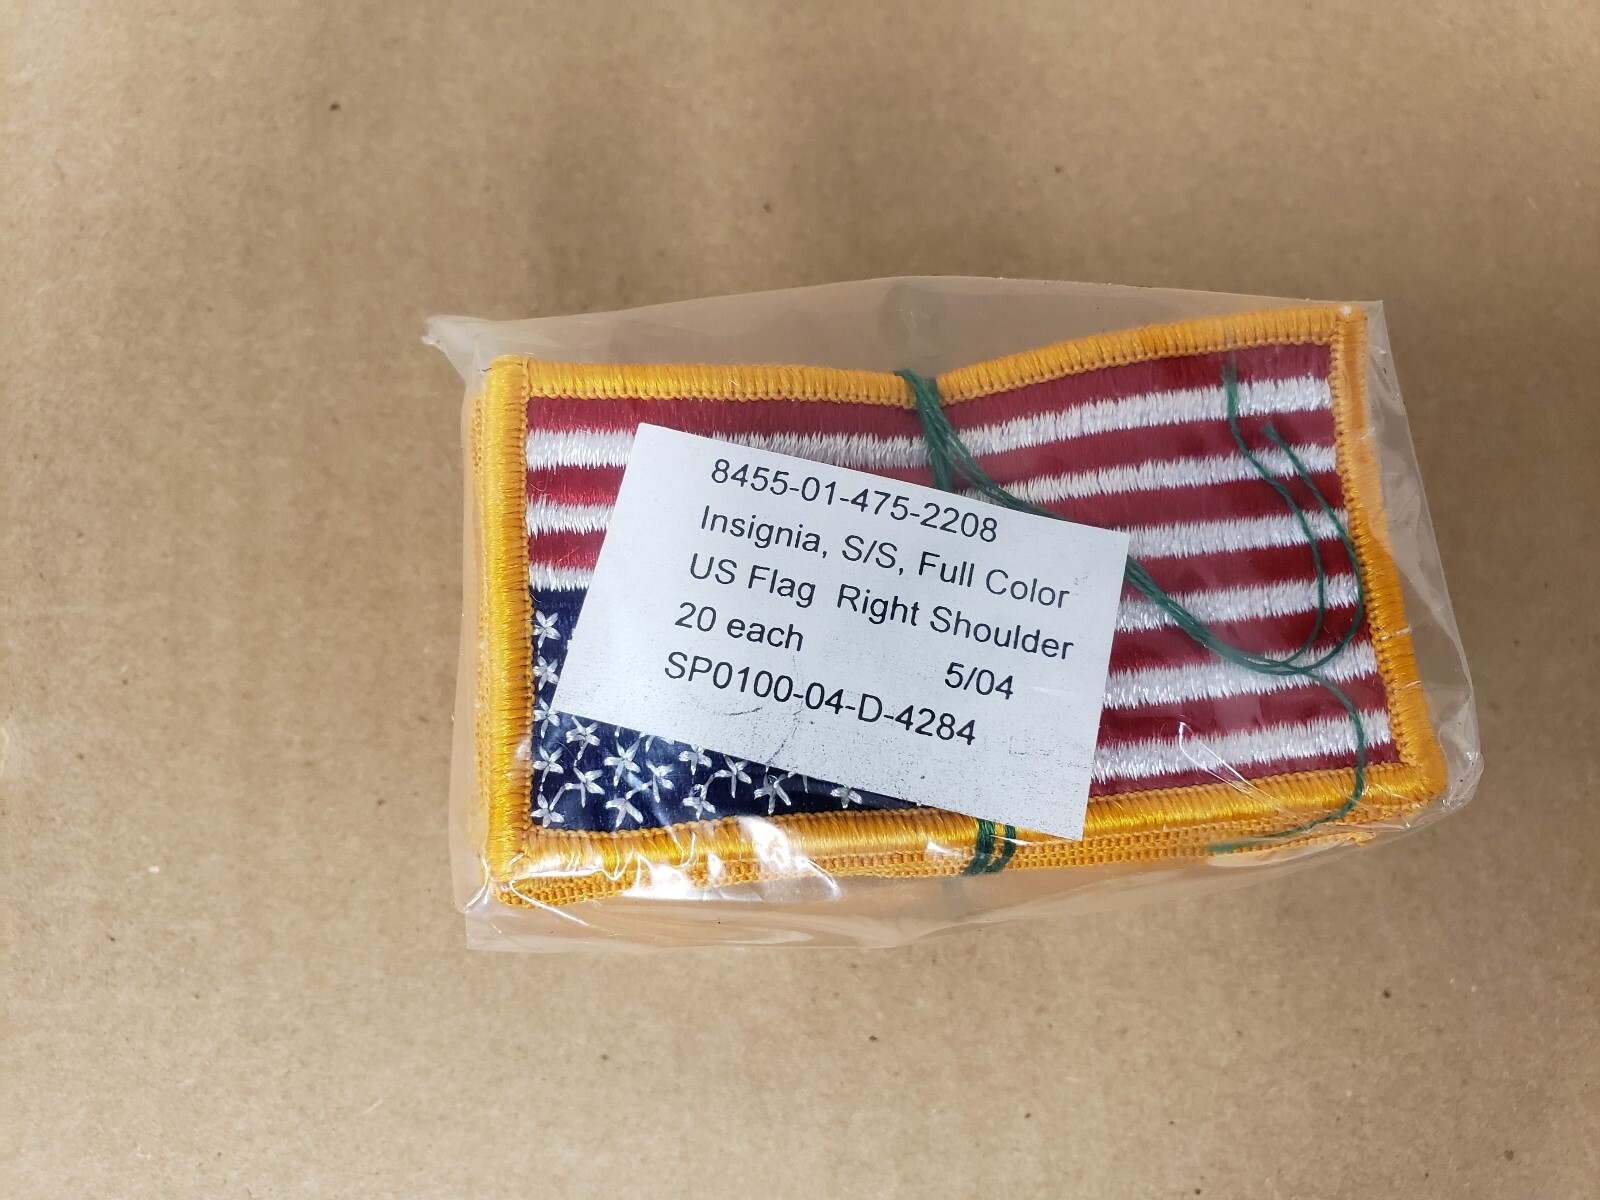 8455-01-475-2208
Insignia, S/S, Full Color
US Flag Right Shoulder
20 each 5/04
SP0100-04-D-4284